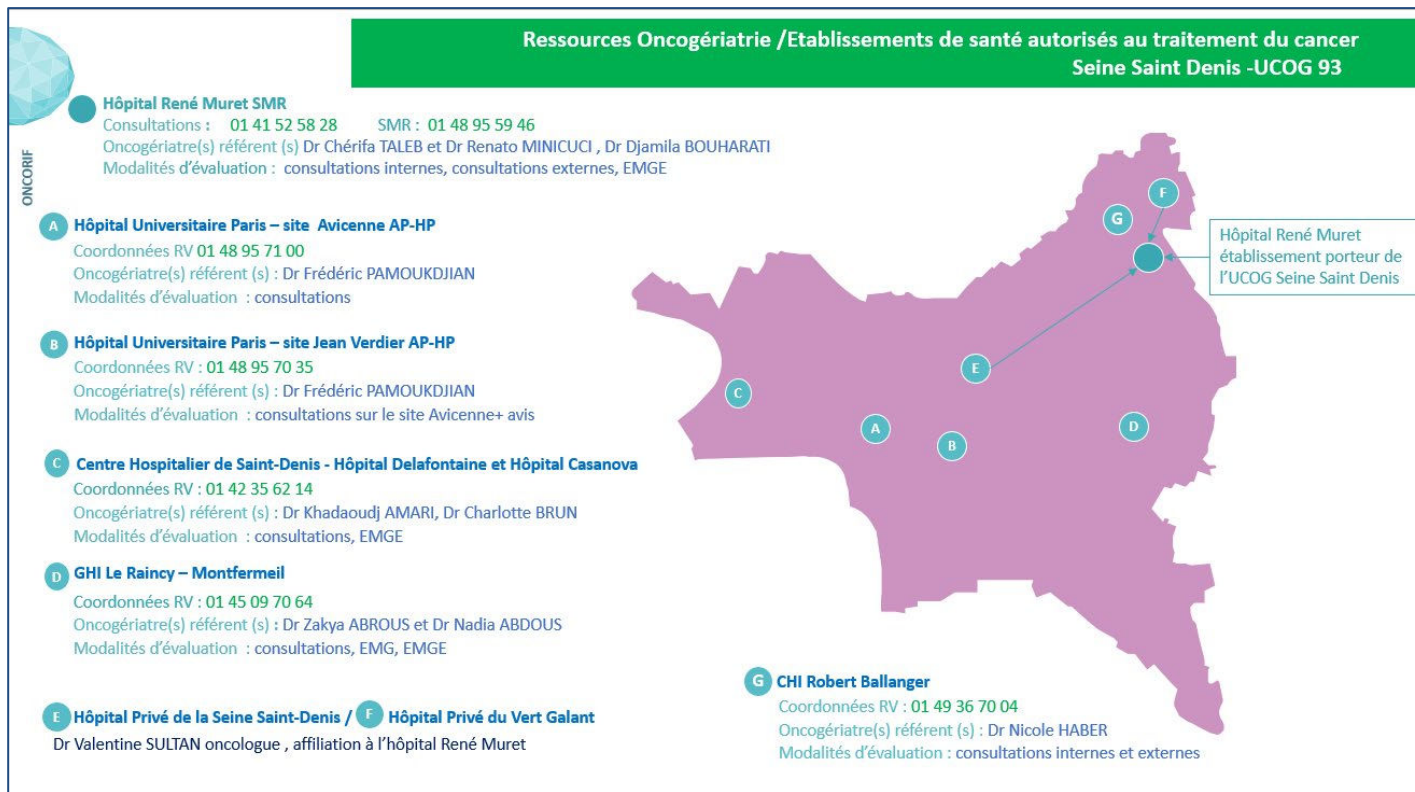 Ressources Oncogériatrie /Etablissements de santé autorisés au traitement du cancer
Seine Saint Denis -UCOG 93
ONCORIF
Hôpital René Muret SMR
Consultations : 01 41 52 58 28 SMR : 01 48 95 59 46
Oncogériatre(s) référent (s) Dr Chérifa TALEB et Dr Renato MINICUCI , Dr Djamila BOUHARATI
Modalités d'évaluation : consultations internes, consultations externes, EMGE
A Hôpital Universitaire Paris – site Avicenne AP-HP
Coordonnées RV 01 48 95 71 00
Oncogériatre(s) référent (s) : Dr Frédéric PAMOUKDJIAN
Modalités d'évaluation : consultations
B Hôpital Universitaire Paris – site Jean Verdier AP-HP
Coordonnées RV : 01 48 95 70 35
Oncogériatre(s) référent (s) : Dr Frédéric PAMOUKDJIAN
Modalités d'évaluation : consultations sur le site Avicenne+ avis
C Centre Hospitalier de Saint-Denis - Hôpital Delafontaine et Hôpital Casanova
Coordonnées RV : 01 42 35 62 14
Oncogériatre(s) référent (s) : Dr Khadaoudj AMARI, Dr Charlotte BRUN
Modalités d'évaluation : consultations, EMGE
D GHI Le Raincy – Montfermeil
Coordonnées RV : 01 45 09 70 64
Oncogériatre(s) référent (s) : Dr Zakya ABROUS et Dr Nadia ABDOUS
Modalités d'évaluation : consultations, EMG, EMGE
E Hôpital Privé de la Seine Saint-Denis / F Hôpital Privé du Vert Galant
Dr Valentine SULTAN oncologue , affiliation à l'hôpital René Muret
F
G
Hôpital René Muret
établissement porteur de
l'UCOG Seine Saint Denis
E
C
A
B
D
G CHI Robert Ballanger
Coordonnées RV : 01 49 36 70 04
Oncogériatre(s) référent (s) : Dr Nicole HABER
Modalités d'évaluation : consultations internes et externes